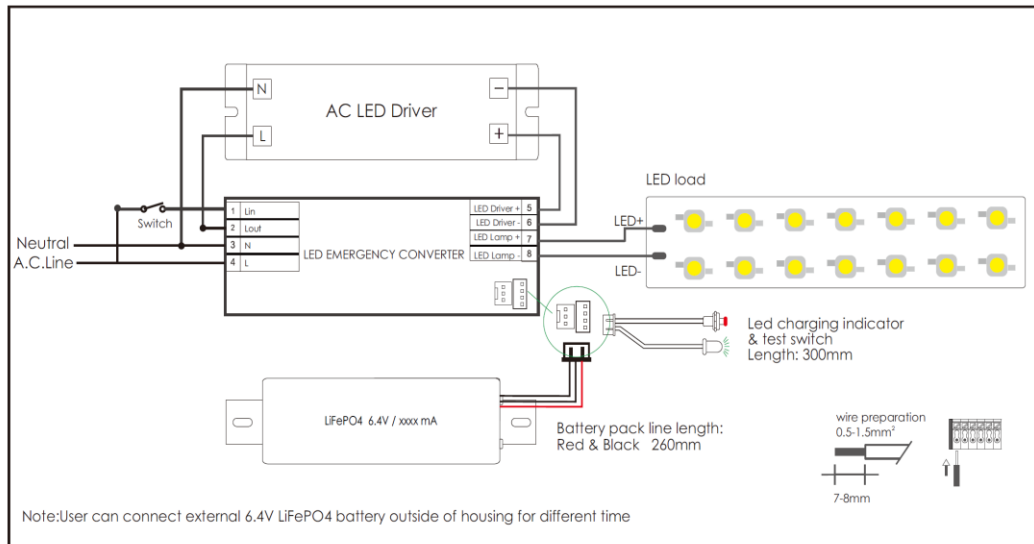 N
L
AC LED Driver
−
+
LED load
LED+
LED-
Switch
Neutral
A.C.Line
1 Lin
2 Lout
3 N
4 L
LED EMERGENCY CONVERTER
LED Driver + 5
LED Driver - 6
LED Lamp + 7
LED Lamp - 8
Led charging indicator
& test switch
Length: 300mm
LiFePO4 6.4V / xxxx mA
Battery pack line length:
Red & Black 260mm
wire preparation
0.5-1.5mm²
7-8mm
Note:User can connect external 6.4V LiFePO4 battery outside of housing for different time